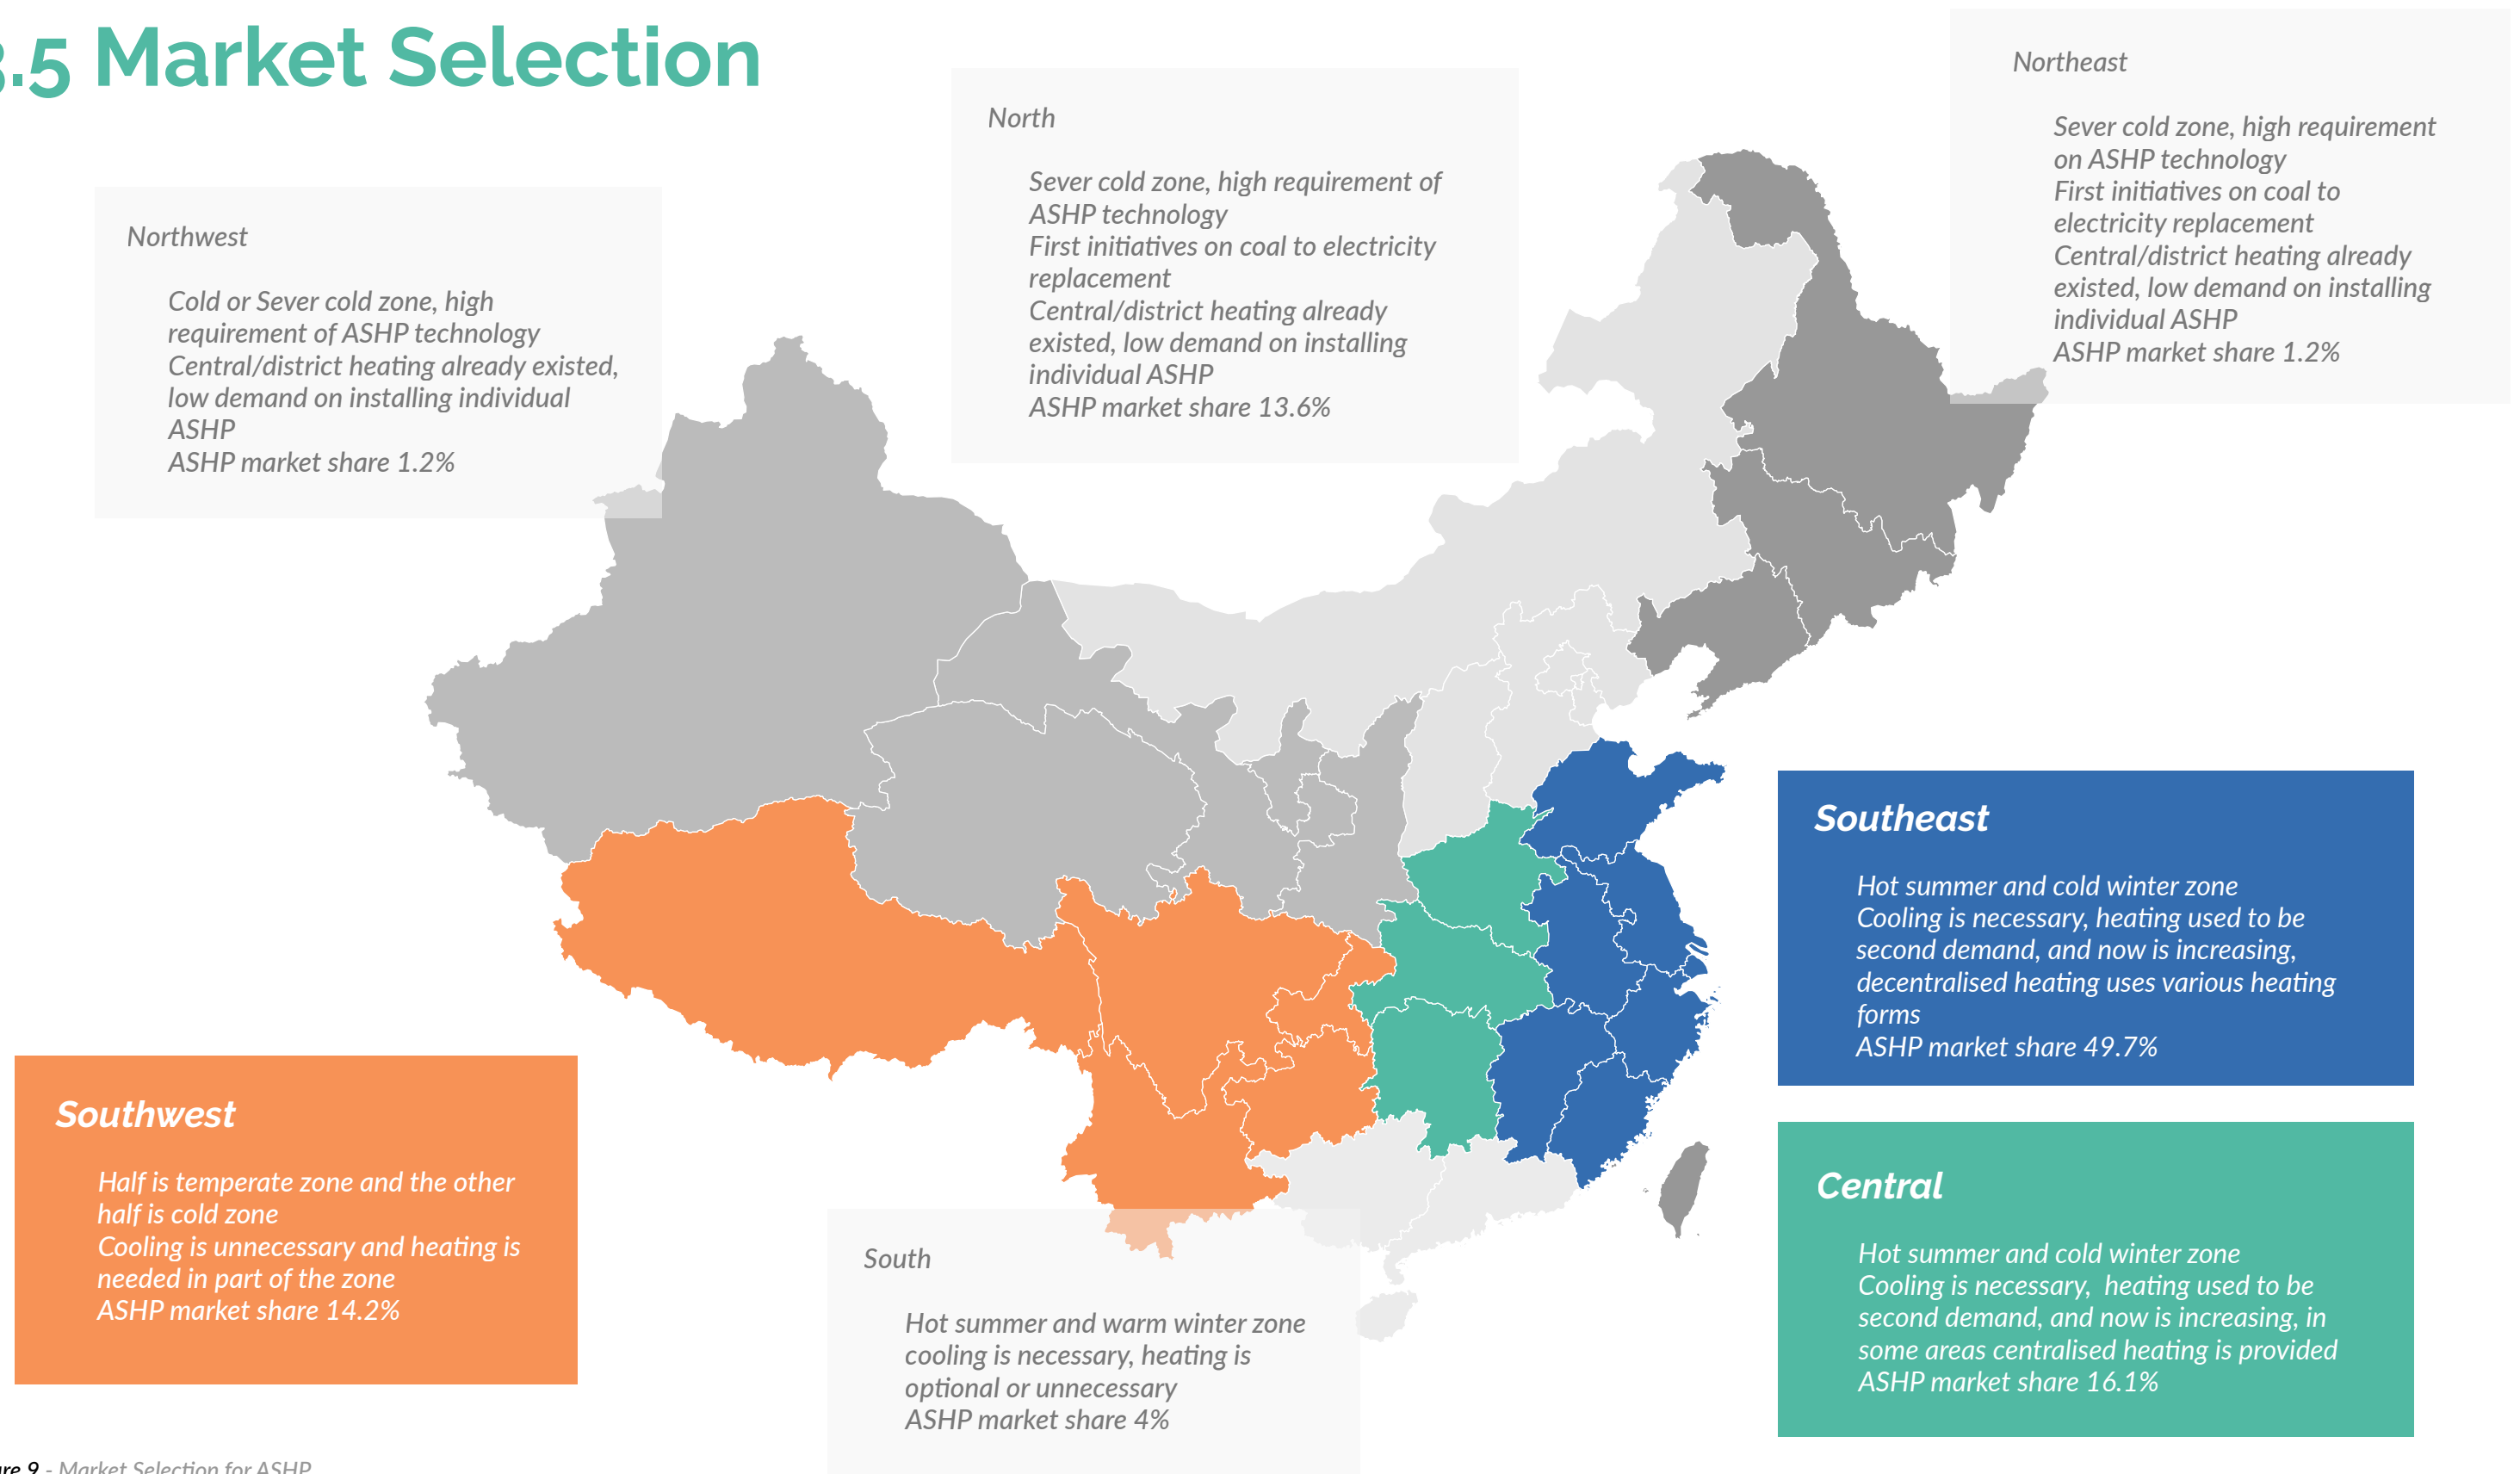 .5 Market Selection
Northwest
Cold or Sever cold zone, high
requirement of ASHP technology
Central/district heating already existed,
low demand on installing individual
ASHP
ASHP market share 1.2%
North
Sever cold zone, high requirement of
ASHP technology
First initiatives on coal to electricity
replacement
Central/district heating already
existed, low demand on installing
individual ASHP
ASHP market share 13.6%
Northeast
Sever cold zone, high requirement
on ASHP technology
First initiatives on coal to
electricity replacement
Central/district heating already
existed, low demand on installing
individual ASHP
ASHP market share 1.2%
Southeast
Hot summer and cold winter zone
Cooling is necessary, heating used to be
second demand, and now is increasing,
decentralised heating uses various heating
forms
ASHP market share 49.7%
Southwest
Half is temperate zone and the other
half is cold zone
Cooling is unnecessary and heating is
needed in part of the zone
ASHP market share 14.2%
Central
Hot summer and cold winter zone
Cooling is necessary,  heating used to be
second demand, and now is increasing, in
some areas centralised heating is provided
ASHP market share 16.1%
South
Hot summer and warm winter zone
cooling is necessary, heating is
optional or unnecessary
ASHP market share 4%
re 9 - Market Selection for ASHP